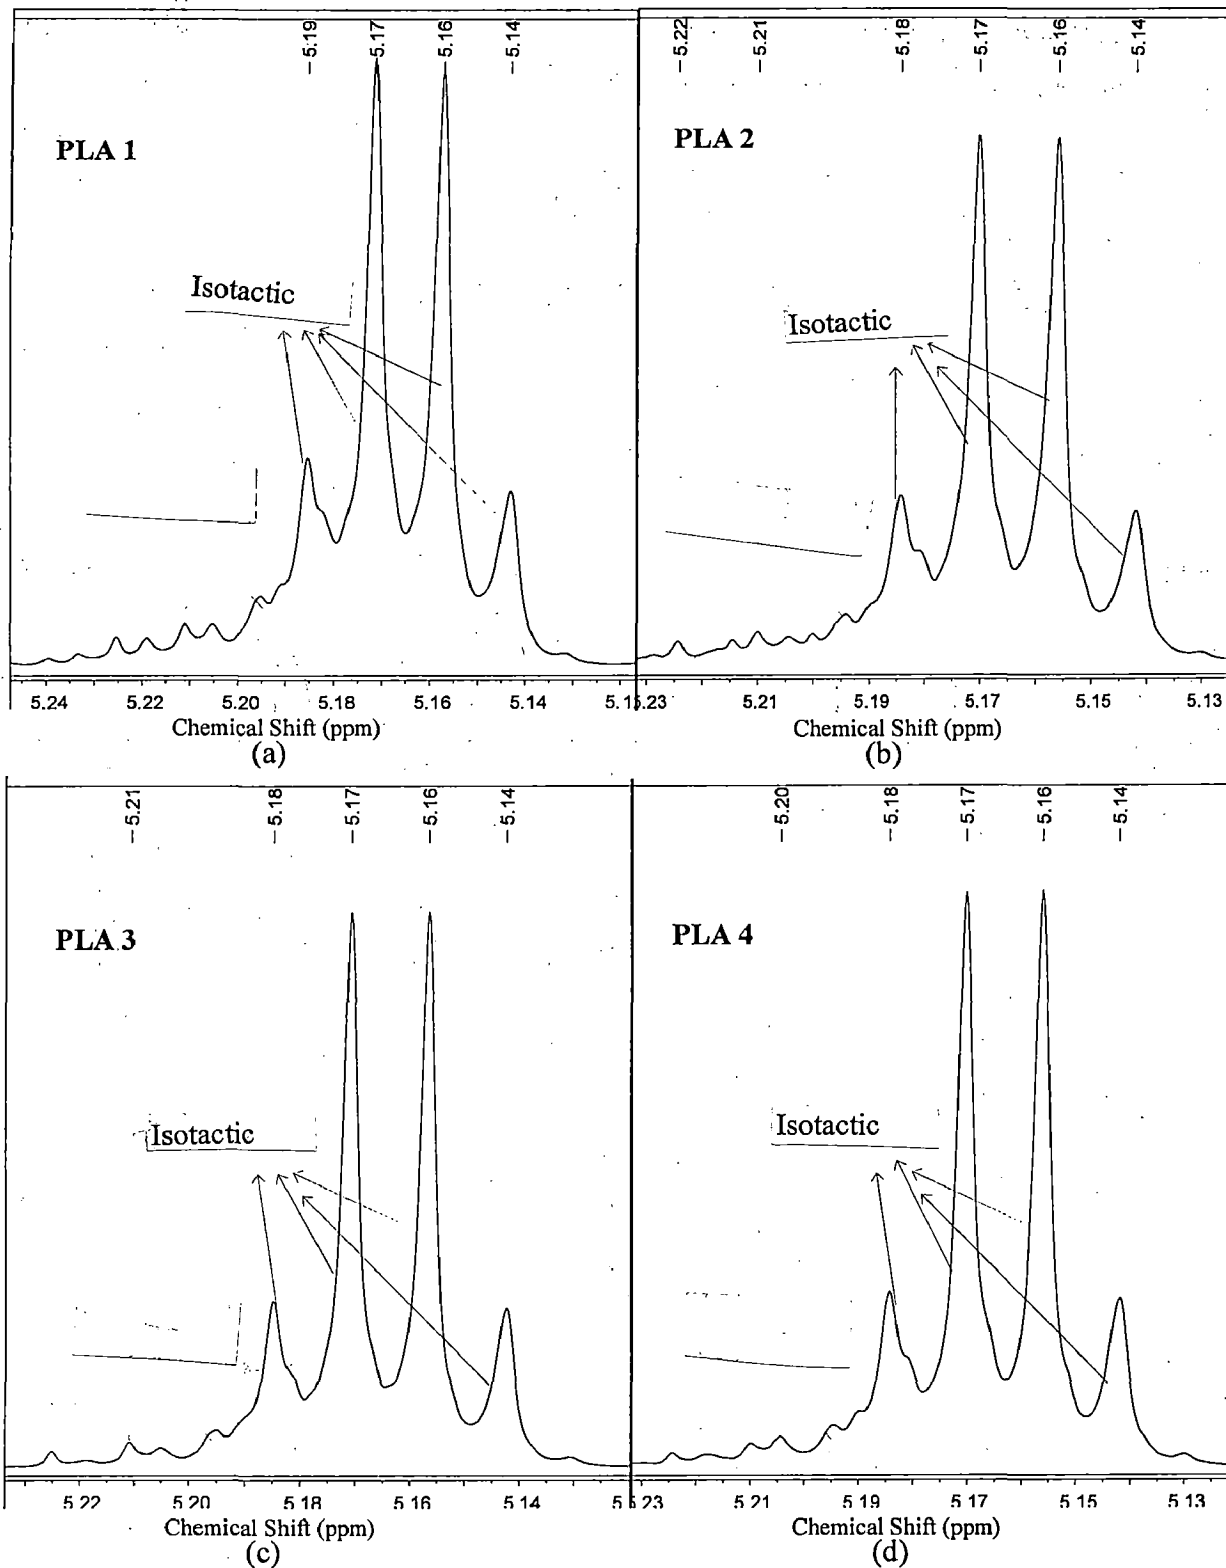 5.19
5.17
5.16
5.14
PLA 1
Isotactic
5.24 5.22 5.20 5.18 5.16 5.14
Chemical Shift (ppm)
(a)
5.22
5.21
5.18
5.17
5.16
5.14
PLA 2
Isotactic
5.23 5.21 5.19 5.17 5.15 5.13
Chemical Shift (ppm)
(b)
5.21
5.18
5.17
5.16
5.14
PLA 3
Isotactic
5.22 5.20 5.18 5.16 5.14
Chemical Shift (ppm)
(c)
5.20
5.18
5.17
5.16
5.14
PLA 4
Isotactic
5.23 5.21 5.19 5.17 5.15 5.13
Chemical Shift (ppm)
(d)